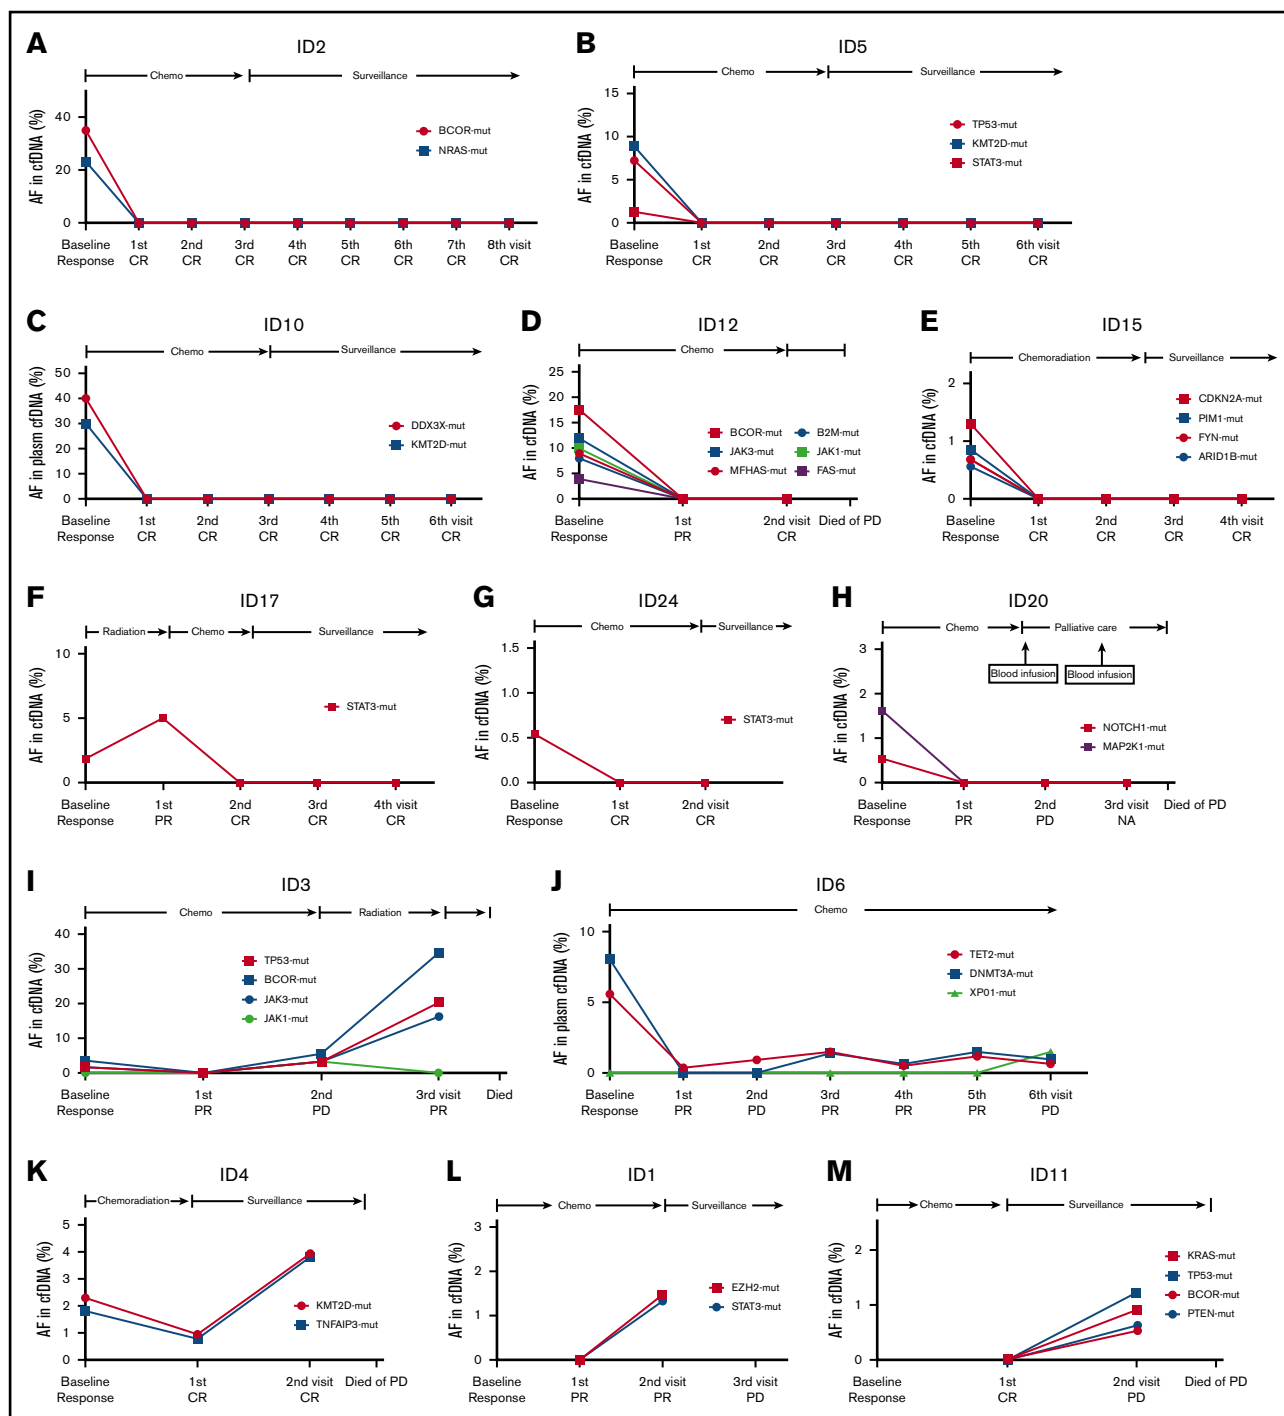 A
ID2
Chemo
Surveillance
AF in cfDNA (%)
40
20
0
BCOR-mut
NRAS-mut
Baseline 1st 2nd 3rd 4th 5th 6th 7th 8th visit
Response CR CR CR CR CR CR CR CR
B
ID5
Chemo
Surveillance
AF in cfDNA (%)
15
10
5
0
TP53-mut
KMT2D-mut
STAT3-mut
Baseline 1st 2nd 3rd 4th 5th 6th visit
Response CR CR CR CR CR CR
C
ID10
Chemo
Surveillance
AF in plasm cfDNA (%)
50
40
30
20
10
0
DDX3X-mut
KMT2D-mut
Baseline 1st 2nd 3rd 4th 5th 6th visit
Response CR CR CR CR CR CR
D
ID12
Chemo
AF in cfDNA (%)
25
20
15
10
5
0
BCOR-mut B2M-mut
JAK3-mut JAK1-mut
MFHAS-mut FAS-mut
Baseline 1st 2nd visit Died of PD
Response PR CR
E
ID15
Chemoradiation
Surveillance
AF in cfDNA (%)
2
1
0
CDKN2A-mut
PIM1-mut
FYN-mut
ARID1B-mut
Baseline 1st 2nd 3rd 4th visit
Response CR CR CR CR
F
ID17
Radiation
Chemo
Surveillance
AF in cfDNA (%)
10
5
0
STAT3-mut
Baseline 1st 2nd 3rd 4th visit
Response PR CR CR CR
G
ID24
Chemo
Surveillance
AF in cfDNA (%)
1.5
1.0
0.5
0.0
STAT3-mut
Baseline 1st 2nd visit
Response CR CR
H
ID20
Chemo
Palliative care
Blood infusion
Blood infusion
AF in cfDNA (%)
3
2
1
0
NOTCH1-mut
MAP2K1-mut
Baseline 1st 2nd 3rd visit Died of PD
Response PR PD NA
I
ID3
Chemo
Radiation
AF in cfDNA (%)
40
30
20
10
0
TP53-mut
BCOR-mut
JAK3-mut
JAK1-mut
Baseline 1st 2nd 3rd visit Died
Response PR PD PR
J
ID6
Chemo
AF in plasm cfDNA (%)
10
5
0
TET2-mut
DNMT3A-mut
XP01-mut
Baseline 1st 2nd 3rd 4th 5th 6th visit
Response PR PD PR PR PR PD
K
ID4
Chemoradiation
Surveillance
AF in cfDNA (%)
5
4
3
2
1
0
KMT2D-mut
TNFAIP3-mut
Baseline 1st 2nd visit Died of PD
Response CR CR
L
ID1
Chemo
Surveillance
AF in cfDNA (%)
3
2
1
0
EZH2-mut
STAT3-mut
Baseline 1st 2nd visit 3rd visit
Response PR PR PD
M
ID11
Chemo
Surveillance
AF in cfDNA (%)
2
1
0
KRAS-mut
TP53-mut
BCOR-mut
PTEN-mut
Baseline 1st 2nd visit Died of PD
Response CR PD